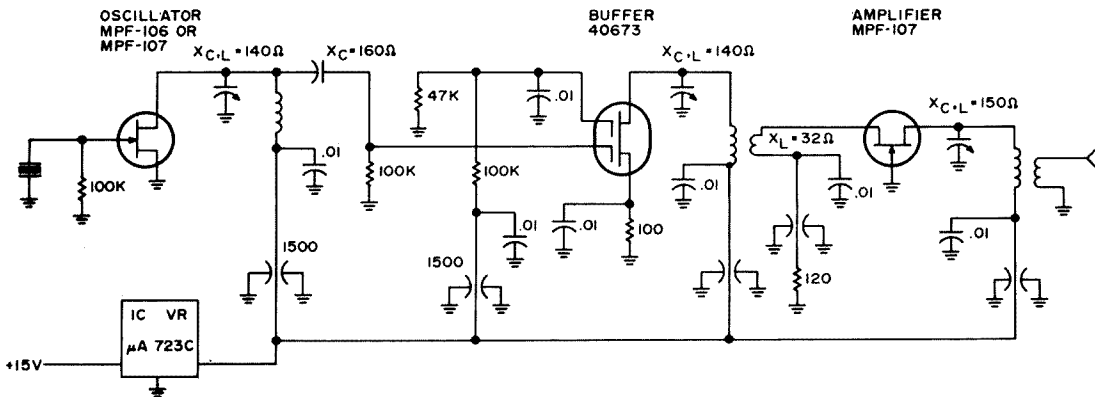 OSCILLATOR
MPF-106 OR
MPF-107
BUFFER
40673
AMPLIFIER
MPF-107
XC+L = 140Ω
XC = 160Ω
XC+L = 140Ω
XC+L = 150Ω
47K
.01
XL = 32Ω
100K
.01
100K
100K
.01
.01
.01
.01
100
.01
1500
1500
120
IC VR
μA 723C
+15V